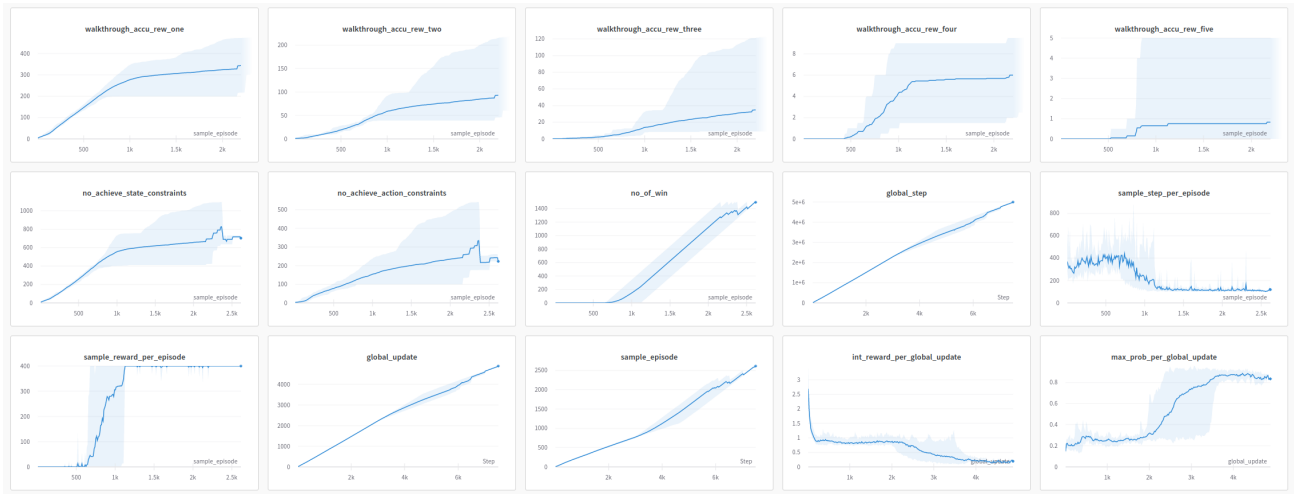 walkthrough_accu_rew_one
400
300
200
100
0
sample_episode
500
1k
1.5k
2k
walkthrough_accu_rew_two
200
150
100
50
0
sample_episode
500
1k
1.5k
2k
walkthrough_accu_rew_three
120
100
80
60
40
20
0
sample_episode
500
1k
1.5k
2k
walkthrough_accu_rew_four
8
6
4
2
0
sample_episode
500
1k
1.5k
2k
walkthrough_accu_rew_five
5
4
3
2
1
0
sample_episode
500
1k
1.5k
2k
no_achieve_state_constraints
1000
800
600
400
200
0
sample_episode
500
1k
1.5k
2k
2.5k
no_achieve_action_constraints
500
400
300
200
100
0
sample_episode
500
1k
1.5k
2k
2.5k
no_of_win
1400
1200
1000
800
600
400
200
0
sample_episode
500
1k
1.5k
2k
2.5k
global_step
5e+6
4e+6
3e+6
2e+6
1e+6
0
Step
2k
4k
6k
sample_step_per_episode
800
600
400
200
0
sample_episode
500
1k
1.5k
2k
2.5k
sample_reward_per_episode
400
300
200
100
0
sample_episode
500
1k
1.5k
2k
2.5k
global_update
4000
3000
2000
1000
0
Step
2k
4k
6k
sample_episode
2500
2000
1500
1000
500
0
Step
2k
4k
6k
int_reward_per_global_update
3
2.5
2
1.5
1
0.5
0
global_update
1k
2k
3k
4k
max_prob_per_global_update
0.8
0.6
0.4
0.2
0
global_update
1k
2k
3k
4k